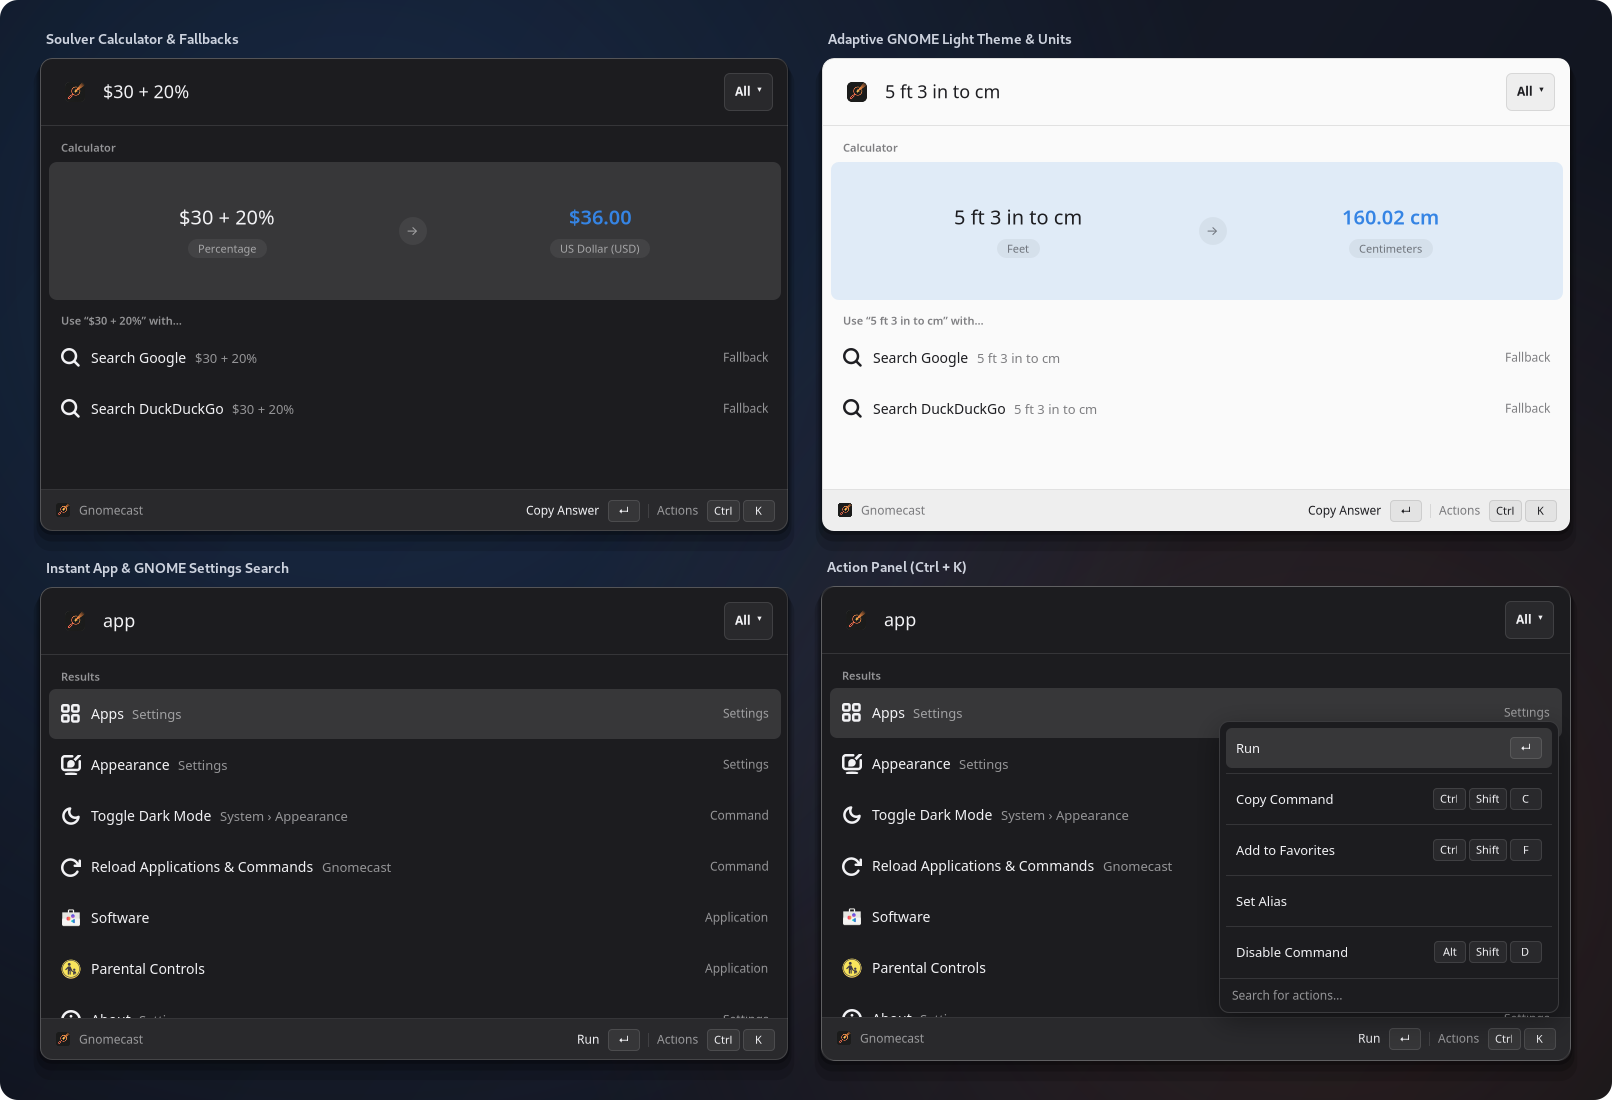 Soulver Calculator & Fallbacks
$30 + 20%
All
Calculator
$30 + 20%
Percentage
$36.00
US Dollar (USD)
Use “$30 + 20%” with...
Search Google $30 + 20% Fallback
Search DuckDuckGo $30 + 20% Fallback
Gnomecast Copy Answer Actions Ctrl K
Adaptive GNOME Light Theme & Units
5 ft 3 in to cm
All
Calculator
5 ft 3 in to cm
Feet
160.02 cm
Centimeters
Use “5 ft 3 in to cm” with...
Search Google 5 ft 3 in to cm Fallback
Search DuckDuckGo 5 ft 3 in to cm Fallback
Gnomecast Copy Answer Actions Ctrl K
Instant App & GNOME Settings Search
app
All
Results
Apps Settings Settings
Appearance Settings Settings
Toggle Dark Mode System › Appearance Command
Reload Applications & Commands Gnomecast Command
Software Application
Parental Controls Application
About Settings Settings
Gnomecast Run Actions Ctrl K
Action Panel (Ctrl + K)
app
All
Results
Apps Settings Settings
Appearance Settings
Toggle Dark Mode System › Appearance
Reload Applications & Commands Gnomecast
Software
Parental Controls
About Settings Settings
Run
Copy Command Ctrl Shift C
Add to Favorites Ctrl Shift F
Set Alias
Disable Command Alt Shift D
Search for actions...
Gnomecast Run Actions Ctrl K